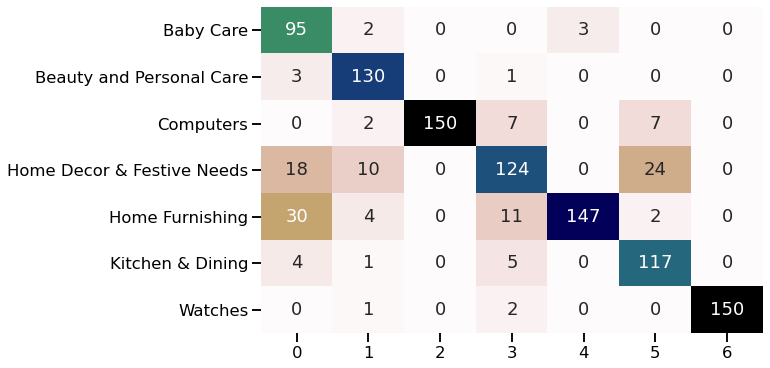 Baby Care 95 2 0 0 3 0 0
Beauty and Personal Care 3 130 0 1 0 0 0
Computers 0 2 150 7 0 7 0
Home Decor & Festive Needs 18 10 0 124 0 24 0
Home Furnishing 30 4 0 11 147 2 0
Kitchen & Dining 4 1 0 5 0 117 0
Watches 0 1 0 2 0 0 150
0 1 2 3 4 5 6